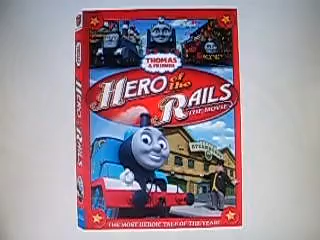 THOMAS
& FRIENDS
HERO of the RAILS
THE MOVIE
THE MOST HEROIC TALE OF THE YEAR!
HERO of the RAILS